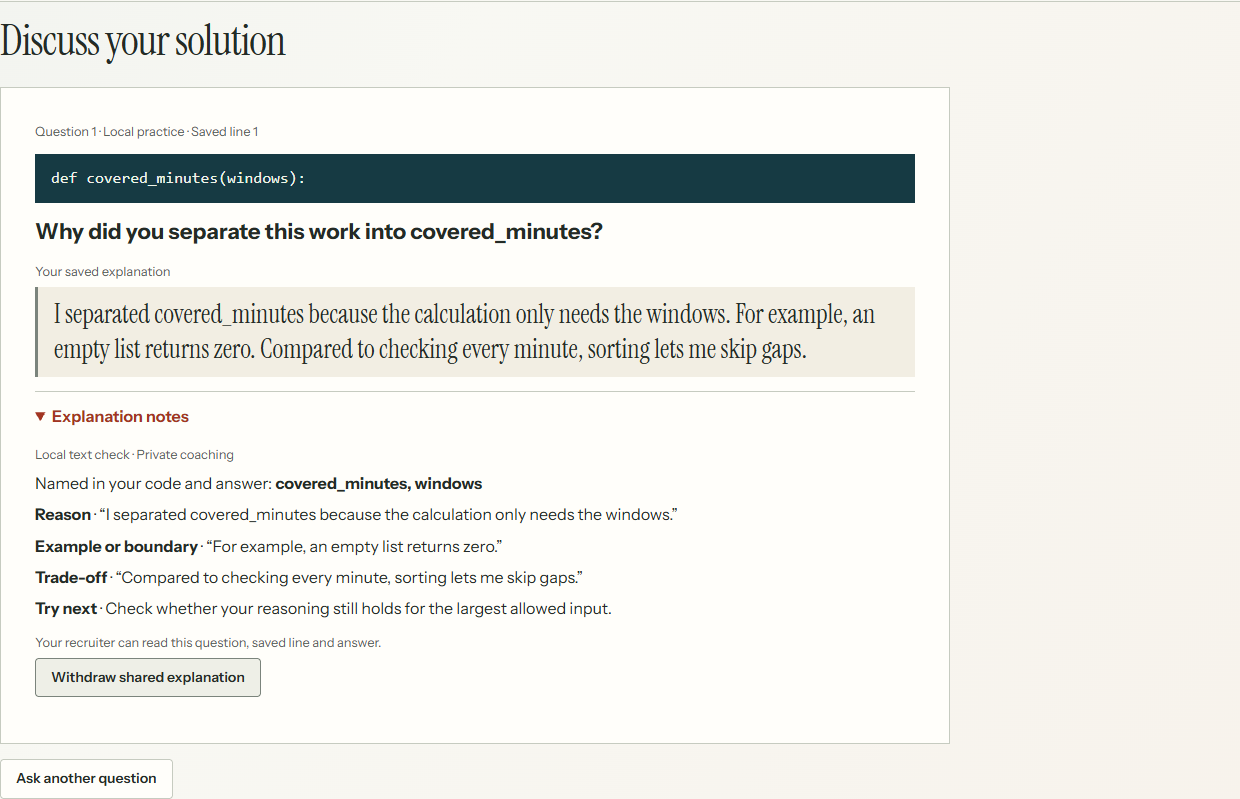 Discuss your solution
Question 1 · Local practice · Saved line 1
def covered_minutes(windows):
Why did you separate this work into covered_minutes?
Your saved explanation
I separated covered_minutes because the calculation only needs the windows. For example, an
empty list returns zero. Compared to checking every minute, sorting lets me skip gaps.
▼ Explanation notes
Local text check · Private coaching
Named in your code and answer: covered_minutes, windows
Reason · “I separated covered_minutes because the calculation only needs the windows.”
Example or boundary · “For example, an empty list returns zero.”
Trade-off · “Compared to checking every minute, sorting lets me skip gaps.”
Try next · Check whether your reasoning still holds for the largest allowed input.
Your recruiter can read this question, saved line and answer.
Withdraw shared explanation
Ask another question